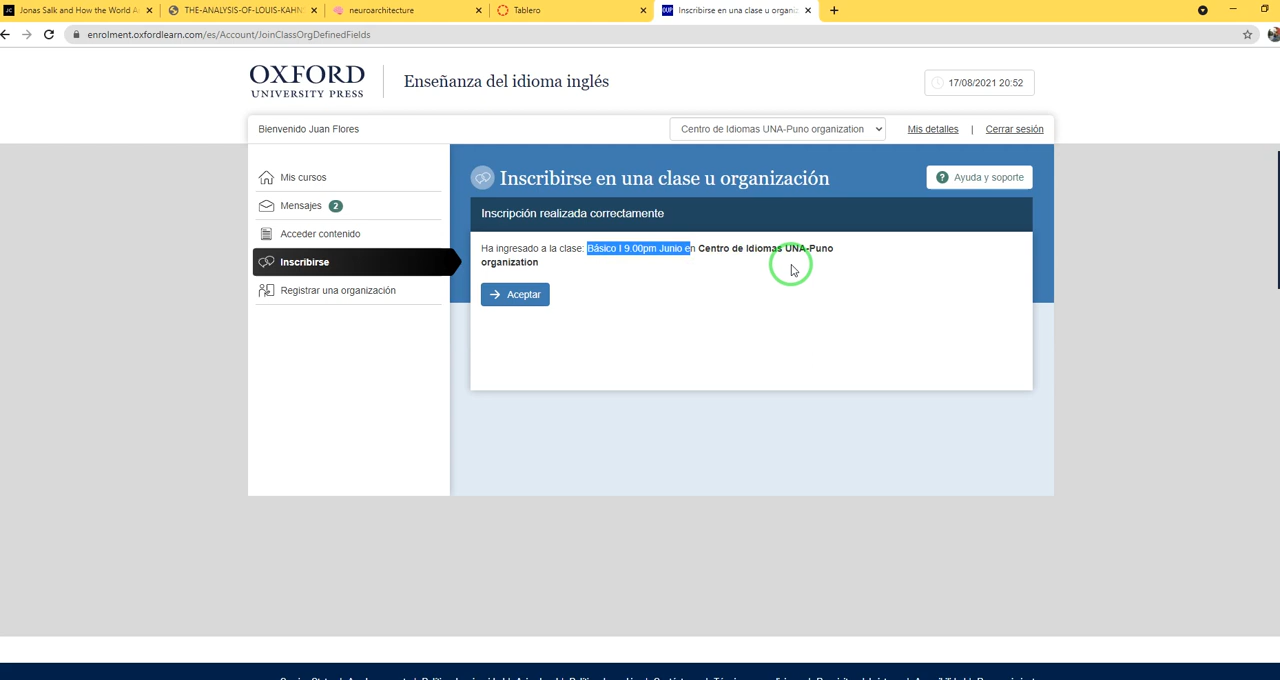 Jonas Salk and How the World A
THE-ANALYSIS-OF-LOUIS-KAHN
neuroarchitecture
Tablero
Inscribirse en una clase u organiz
enrolment.oxfordlearn.com/es/Account/JoinClassOrgDefinedFields
OXFORD
UNIVERSITY PRESS
Enseñanza del idioma inglés
17/08/2021 20:52
Bienvenido Juan Flores
Centro de Idiomas UNA-Puno organization
Mis detalles | Cerrar sesión
Mis cursos
Mensajes 2
Acceder contenido
Inscribirse
Registrar una organización
Inscribirse en una clase u organización
Ayuda y soporte
Inscripción realizada correctamente
Ha ingresado a la clase: Básico I 9.00pm Junio en Centro de Idiomas UNA-Puno
organization
Aceptar